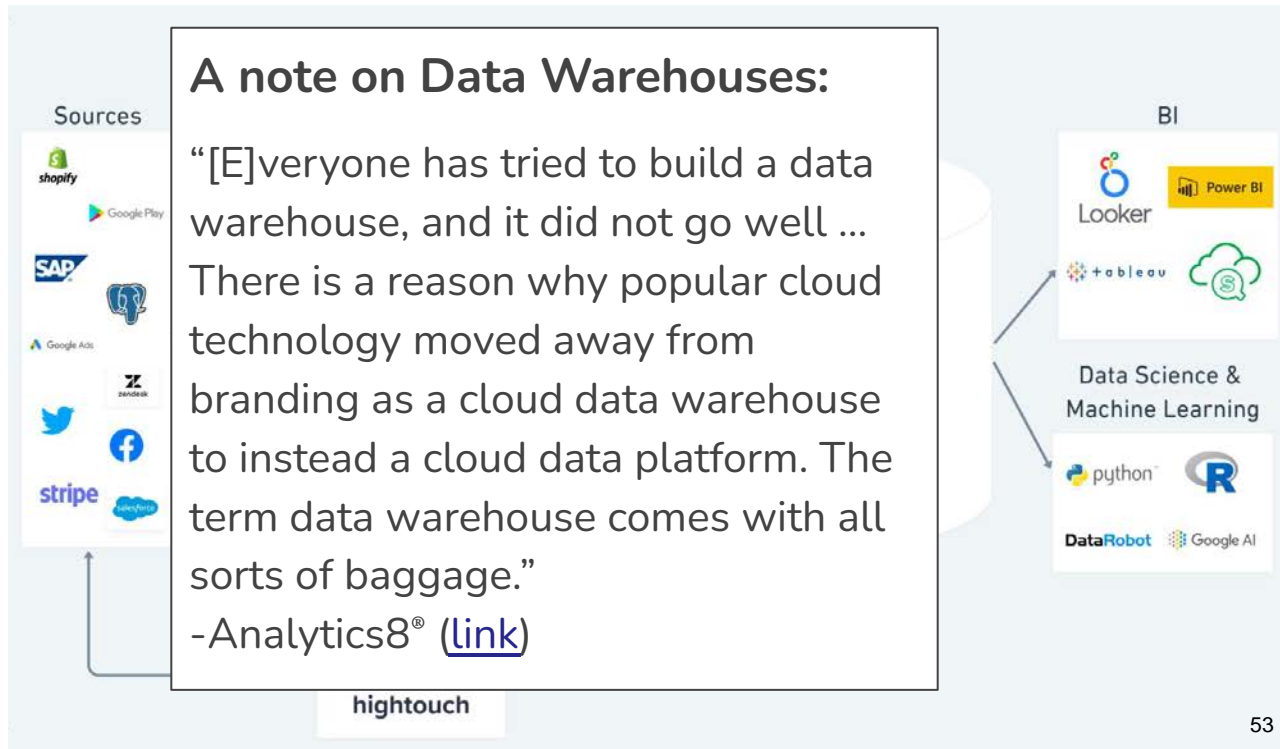 A note on Data Warehouses:
“[E]veryone has tried to build a data
warehouse, and it did not go well ...
There is a reason why popular cloud
technology moved away from
branding as a cloud data warehouse
to instead a cloud data platform. The
term data warehouse comes with all
sorts of baggage.”
-Analytics8® (link)
Sources
shopify
Google Play
SAP
Google Ads
zendesk
stripe
salesforce
hightouch
BI
Looker
Power BI
+ableau
S
Data Science &
Machine Learning
python
R
DataRobot
Google AI
53